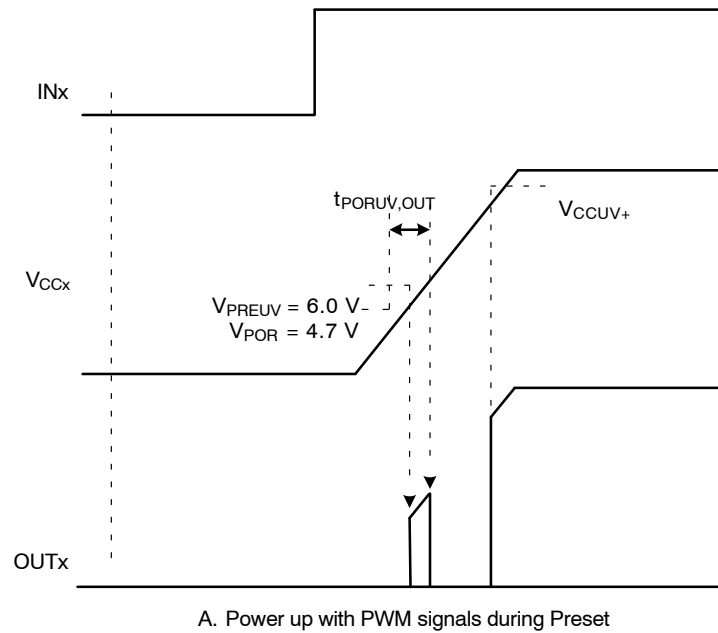 INx
tPORUV,OUT
VCCUV+
VCCx
VPREUV = 6.0 V
VPOR = 4.7 V
OUTx
A. Power up with PWM signals during Preset